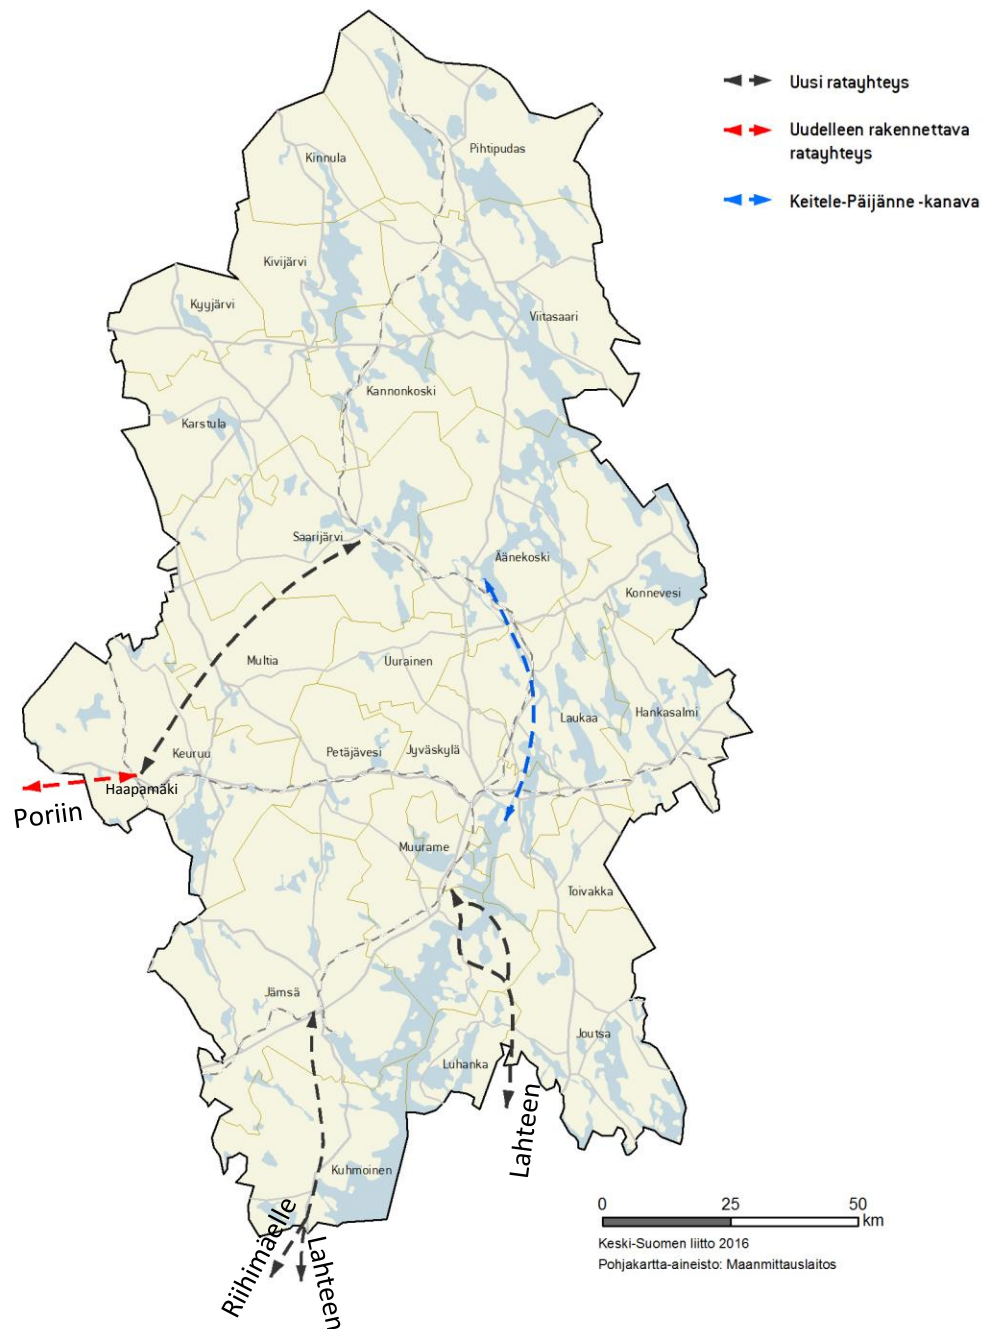 Uusi ratayhteys
Uudelleen rakennettava
ratayhteys
Keitele-Päijänne -kanava
Pihtipudas
Kinnula
Kivijärvi
Kyyjärvi
Viitasaari
Kannonkoski
Karstula
Saarijärvi
Äänekoski
Konnevesi
Multia
Uurainen
Laukaa
Hankasalmi
Keuruu
Petäjävesi
Jyväskylä
Haapamäki
Poriin
Muurame
Toivakka
Jämsä
Joutsa
Luhanka
Lahteen
Kuhmoinen
Riihimäelle
Lahteen
0 25 50
km
Keski-Suomen liitto 2016
Pohjakartta-aineisto: Maanmittauslaitos